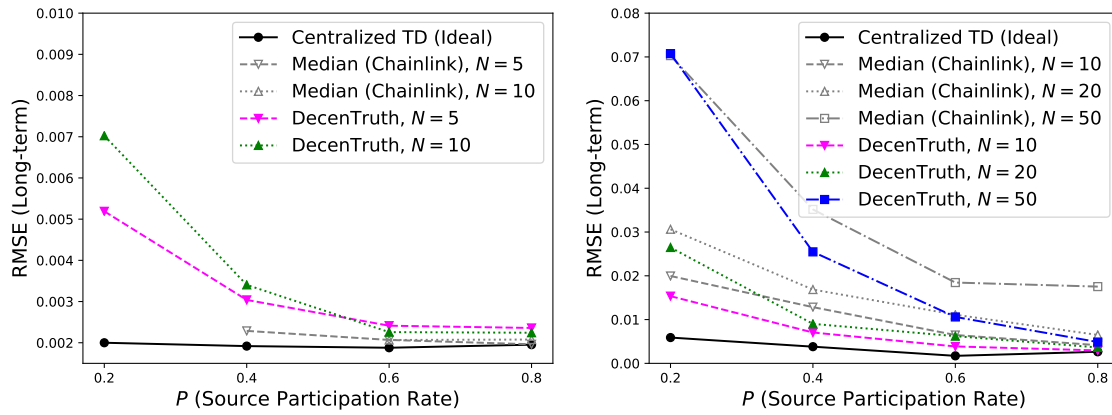 0.010
0.009
0.008
0.007
0.006
0.005
0.004
0.003
0.002
RMSE (Long-term)
Centralized TD (Ideal)
Median (Chainlink), N = 5
Median (Chainlink), N = 10
DecenTruth, N = 5
DecenTruth, N = 10
0.2 0.4 0.6 0.8
P (Source Participation Rate)
0.08
0.07
0.06
0.05
0.04
0.03
0.02
0.01
0.00
RMSE (Long-term)
Centralized TD (Ideal)
Median (Chainlink), N = 10
Median (Chainlink), N = 20
Median (Chainlink), N = 50
DecenTruth, N = 10
DecenTruth, N = 20
DecenTruth, N = 50
0.2 0.4 0.6 0.8
P (Source Participation Rate)